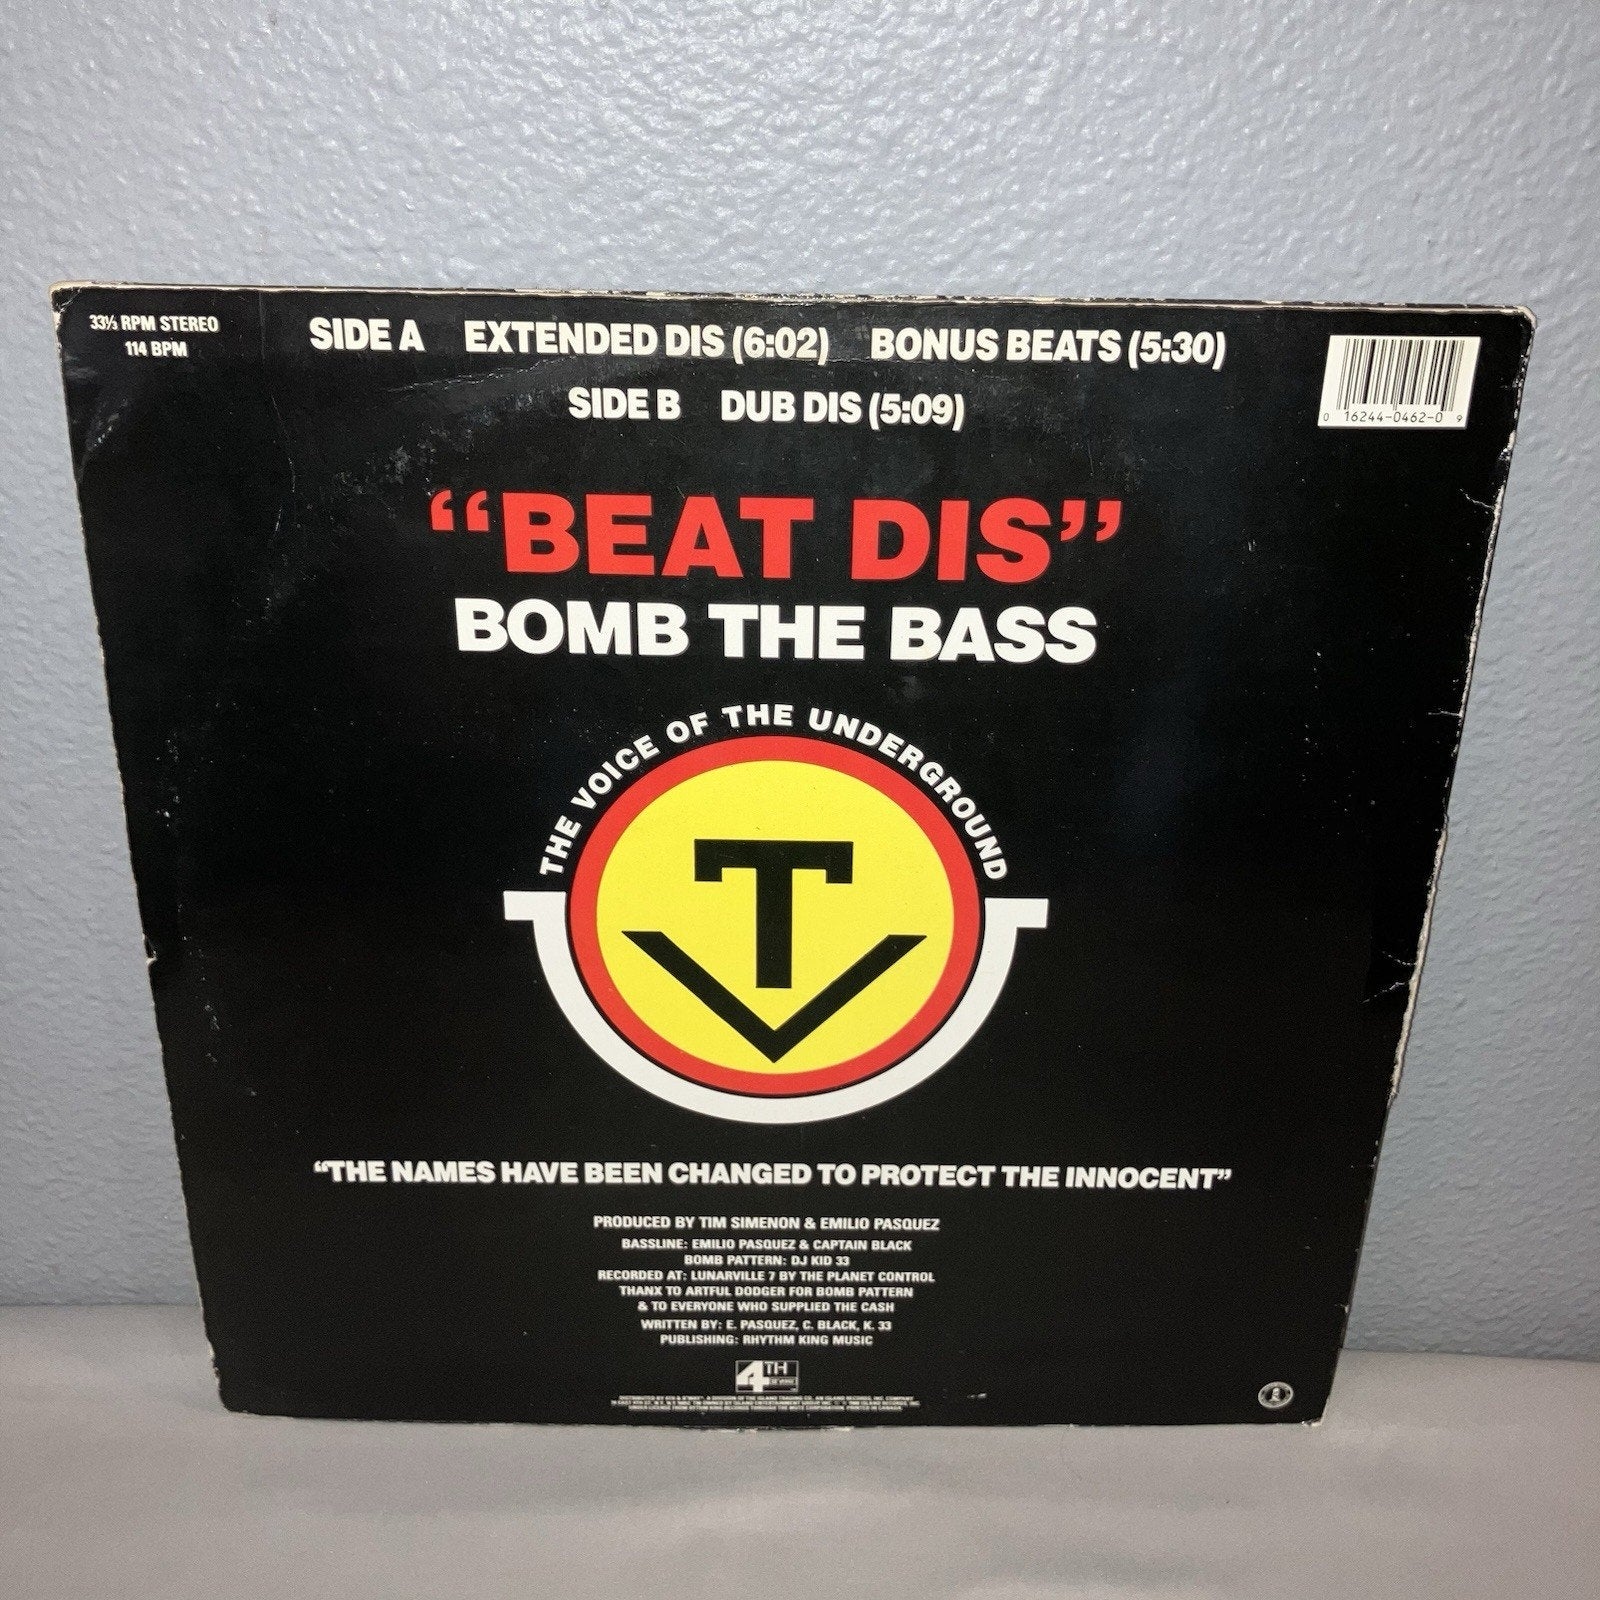 33⅓ RPM STEREO
114 BPM
SIDE A EXTENDED DIS (6:02) BONUS BEATS (5:30)
SIDE B DUB DIS (5:09)
0 16244-0462-0 9
“BEAT DIS”
BOMB THE BASS
THE VOICE OF THE UNDERGROUND
T
“THE NAMES HAVE BEEN CHANGED TO PROTECT THE INNOCENT”
PRODUCED BY TIM SIMENON & EMILIO PASQUEZ
BASSLINE: EMILIO PASQUEZ & CAPTAIN BLACK
BOMB PATTERN: DJ KID 33
RECORDED AT: LUNARVILLE 7 BY THE PLANET CONTROL
THANX TO ARTFUL DODGER FOR BOMB PATTERN
& TO EVERYONE WHO SUPPLIED THE CASH
WRITTEN BY: E. PASQUEZ, C. BLACK, K. 33
PUBLISHING: RHYTHM KING MUSIC
4TH